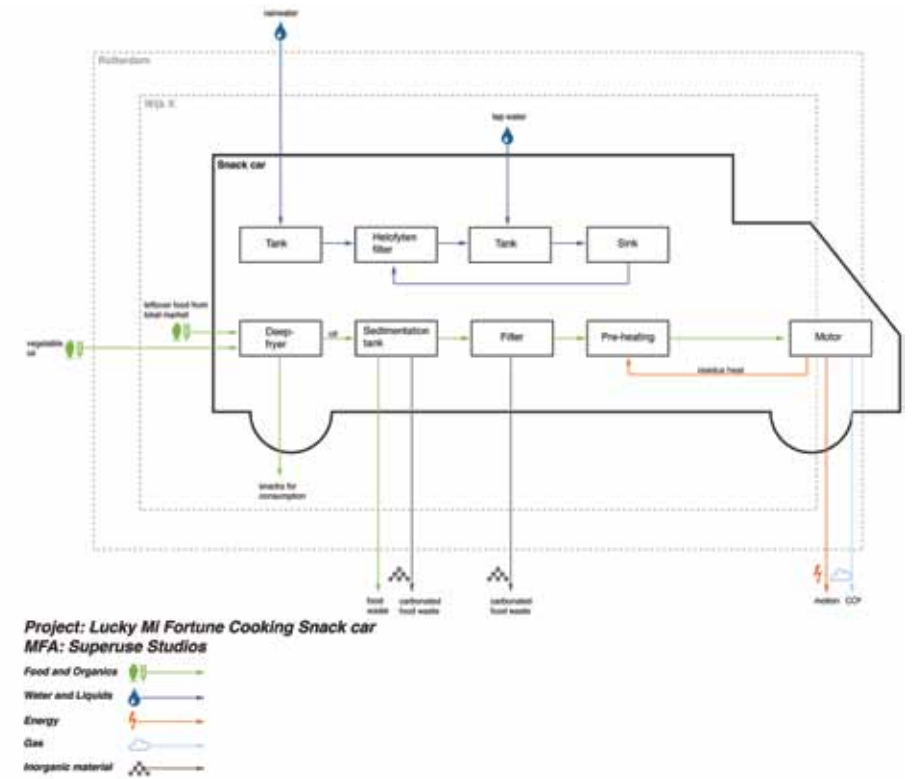 rainwater
Rotterdam
Wijk X
tap water
Snack car
Tank
Helofyten
filter
Tank
Sink
leftover food from
local market
vegetable
oil
Deep-
fryer
oil
Sedimentation
tank
Filter
Pre-heating
Motor
residue heat
snacks for
consumption
food
waste
carbonated
food waste
carbonated
food waste
motion
Project: Lucky Mi Fortune Cooking Snack car
MFA: Superuse Studios
Food and Organics
Water and Liquids
Energy
Gas
Inorganic material